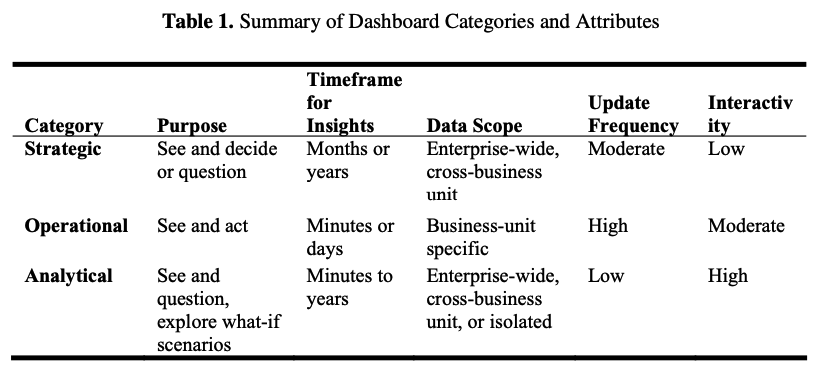 Table 1. Summary of Dashboard Categories and Attributes
Timeframe
for Update Interactiv
Category Purpose Insights Data Scope Frequency ity
Strategic See and decide Months or Enterprise-wide, Moderate Low
or question years cross-business
unit
Operational See and act Minutes or Business-unit High Moderate
days specific
Analytical See and Minutes to Enterprise-wide, Low High
question, years cross-business
explore what-if unit, or isolated
scenarios